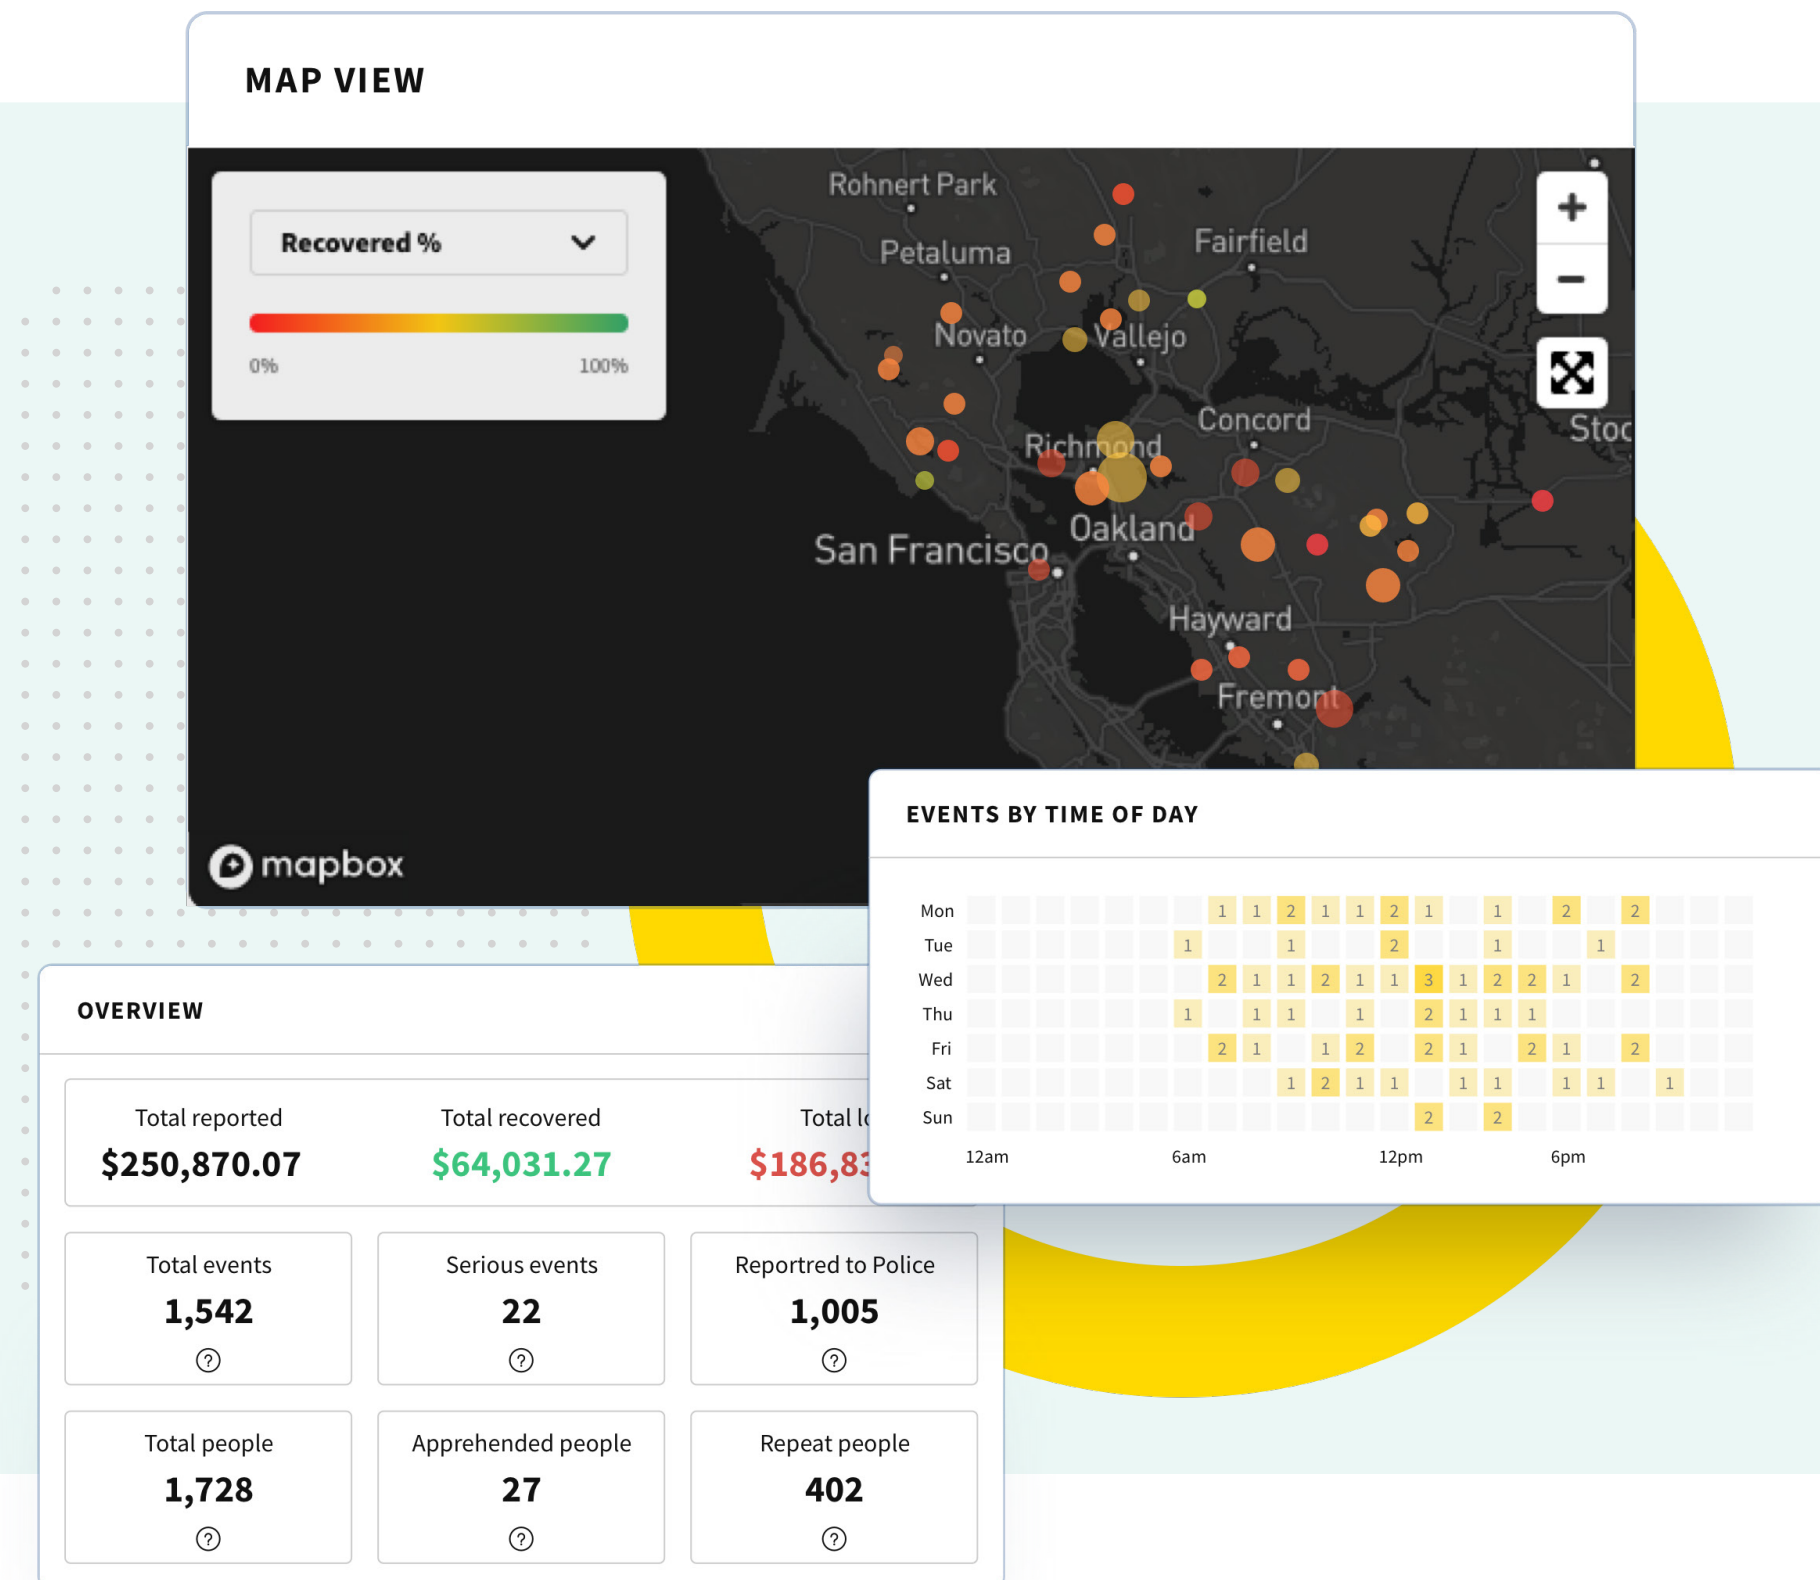 MAP VIEW
Recovered %
0% 100%
Rohnert Park
Petaluma
Fairfield
Novato
Vallejo
Concord
Richmond
Oakland
San Francisco
Hayward
Fremont
+
−
mapbox
EVENTS BY TIME OF DAY
Mon 1 1 2 1 1 2 1 1 2 2
Tue 1 1 2 1 1
Wed 2 1 1 2 1 1 3 1 2 2 1 2
Thu 1 1 1 1 2 1 1 1
Fri 2 1 1 2 2 1 2 1 2
Sat 1 2 1 1 1 1 1 1 1
Sun 2 2
12am 6am 12pm 6pm
OVERVIEW
Total reported
$250,870.07
Total recovered
$64,031.27
Total
Total events
1,542
?
Serious events
22
?
Reportred to Police
1,005
?
Total people
1,728
?
Apprehended people
27
?
Repeat people
402
?